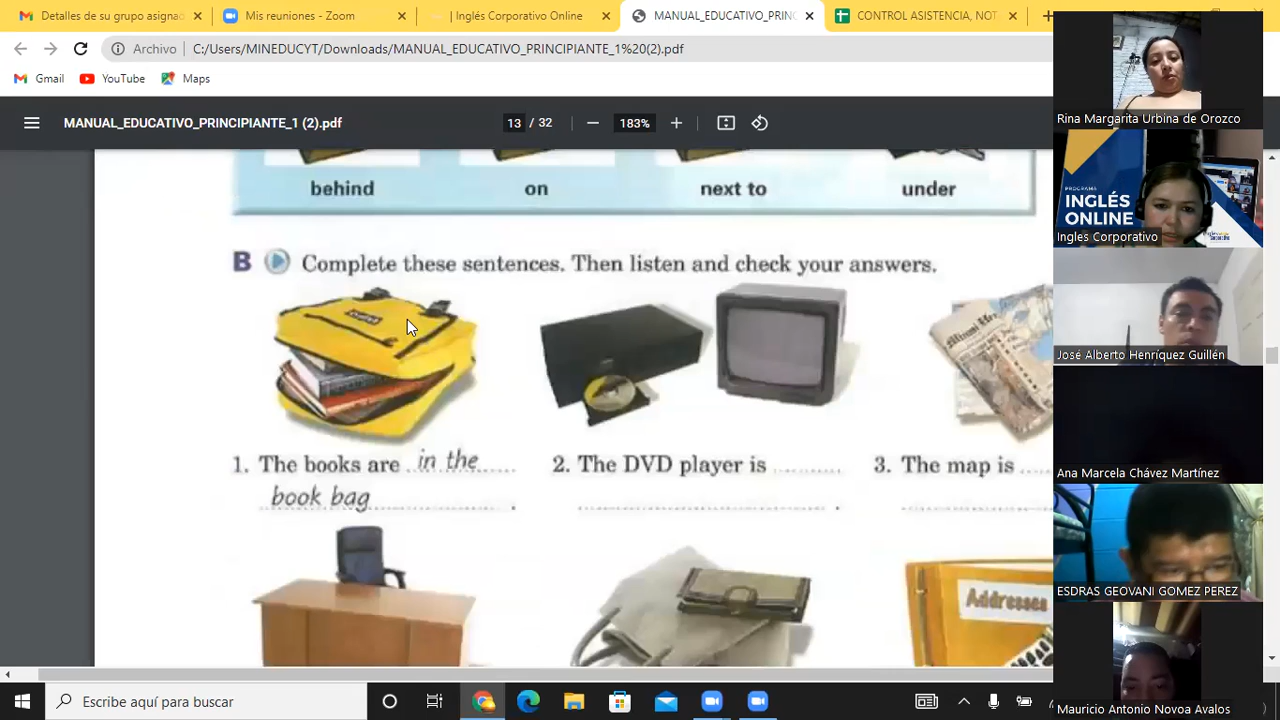 Detalles de su grupo asignad
Mis reuniones - Zoom
| Inglés Corporativo Online
MANUAL_EDUCATIVO_PRINC
CONTROL ASISTENCIA, NOT
Archivo
C:/Users/MINEDUCYT/Downloads/MANUAL_EDUCATIVO_PRINCIPIANTE_1%20(2).pdf
Gmail
YouTube
Maps
MANUAL_EDUCATIVO_PRINCIPIANTE_1 (2).pdf
13 / 32
183%
behind
on
next to
under
B Complete these sentences. Then listen and check your answers.
1. The books are in the
book bag.
2. The DVD player is
3. The map is
Addresses
Rina Margarita Urbina de Orozco
PROGRAMA
INGLÉS
ONLINE
Ingles Corporativo
José Alberto Henríquez Guillén
Ana Marcela Chávez Martínez
ESDRAS GEOVANI GOMEZ PEREZ
Mauricio Antonio Novoa Avalos
Escribe aquí para buscar